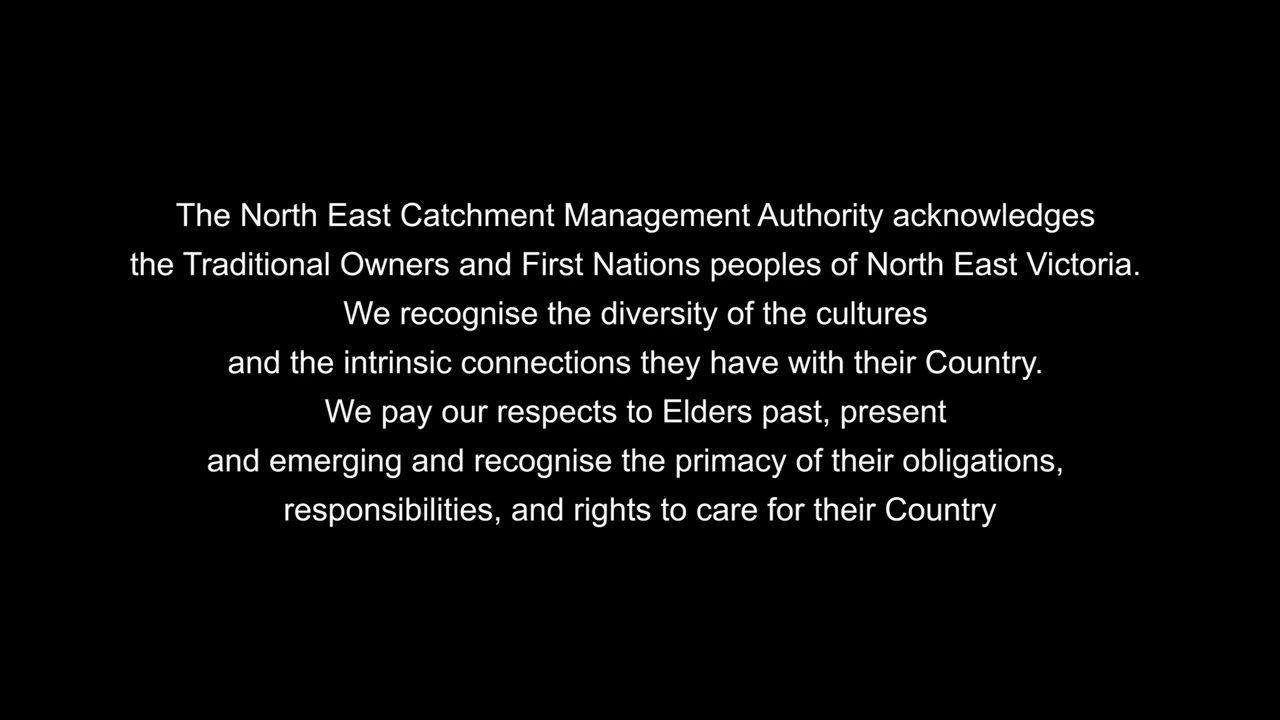 The North East Catchment Management Authority acknowledges
the Traditional Owners and First Nations peoples of North East Victoria.
We recognise the diversity of the cultures
and the intrinsic connections they have with their Country.
We pay our respects to Elders past, present
and emerging and recognise the primacy of their obligations,
responsibilities, and rights to care for their Country